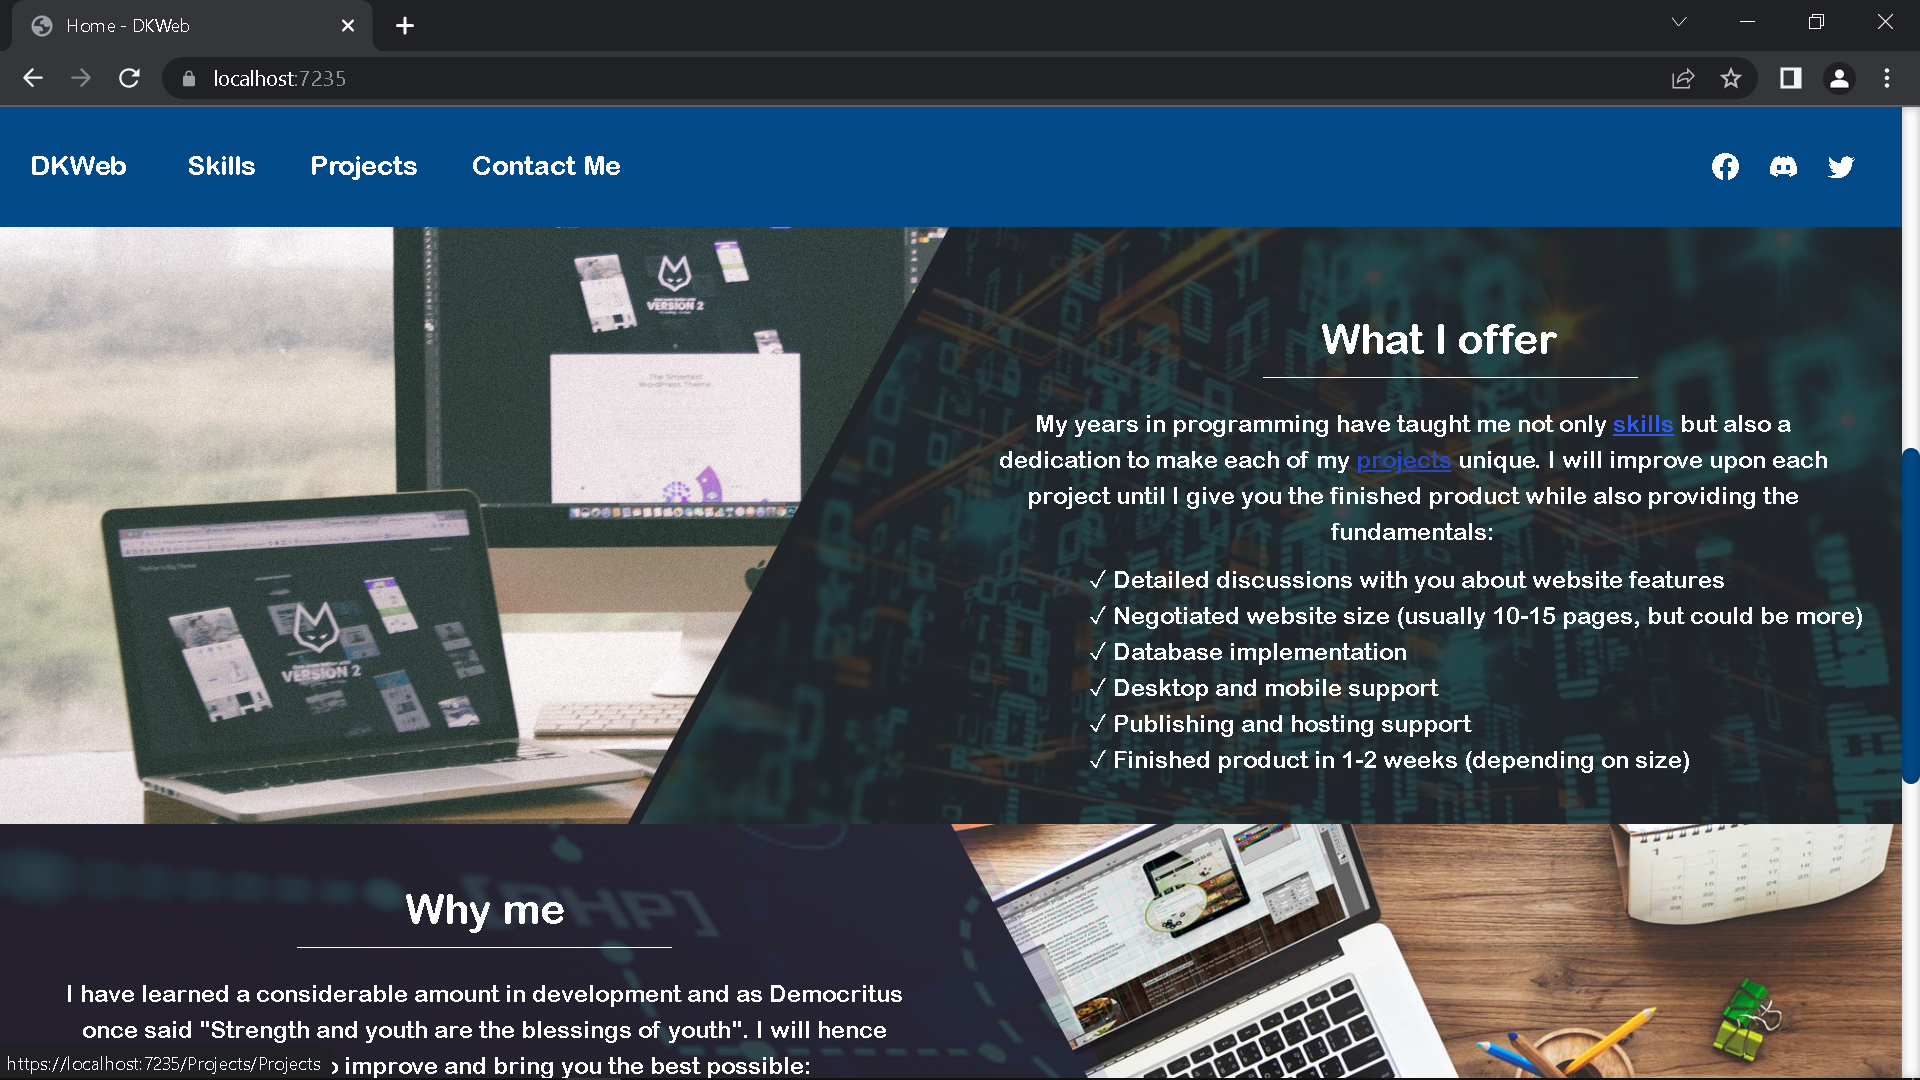 Home - DKWeb
localhost:7235
DKWeb Skills Projects Contact Me
VERSION 2
What I offer
My years in programming have taught me not only skills but also a
dedication to make each of my projects unique. I will improve upon each
project until I give you the finished product while also providing the
fundamentals:
✓ Detailed discussions with you about website features
✓ Negotiated website size (usually 10-15 pages, but could be more)
✓ Database implementation
✓ Desktop and mobile support
✓ Publishing and hosting support
✓ Finished product in 1-2 weeks (depending on size)
VERSION 2
[PHP]
Why me
I have learned a considerable amount in development and as Democritus
once said "Strength and youth are the blessings of youth". I will hence
improve and bring you the best possible:
https://localhost:7235/Projects/Projects